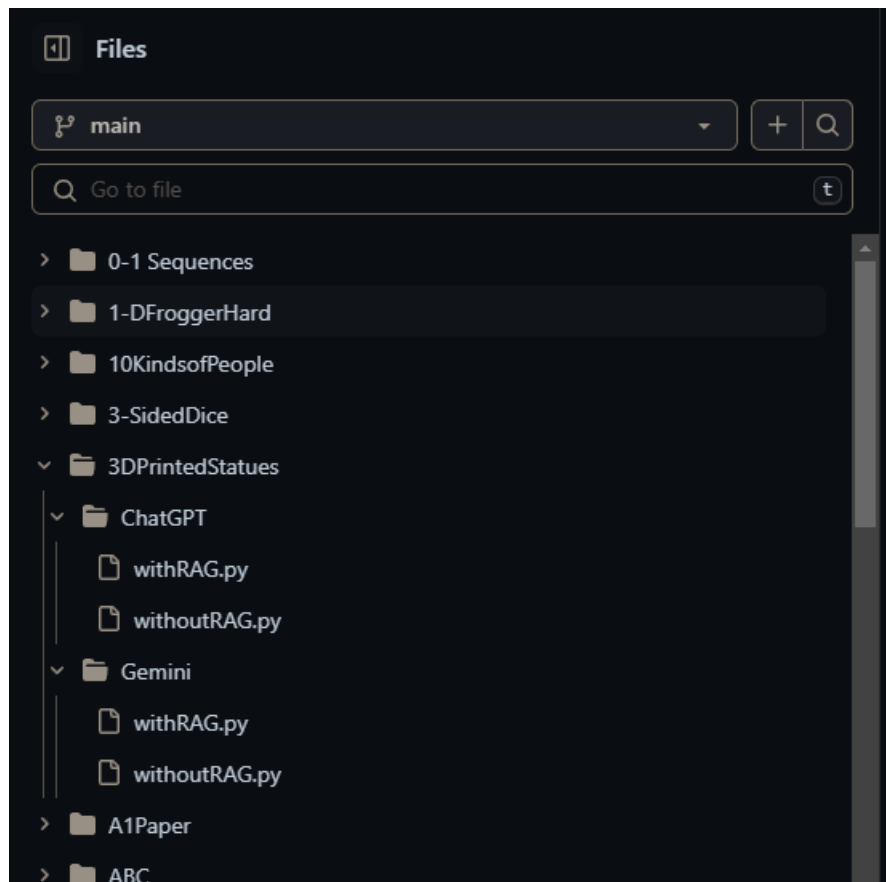 Files
main
Go to file
t
0-1 Sequences
1-DFroggerHard
10KindsofPeople
3-SidedDice
3DPrintedStatues
ChatGPT
withRAG.py
withoutRAG.py
Gemini
withRAG.py
withoutRAG.py
A1Paper
ABC